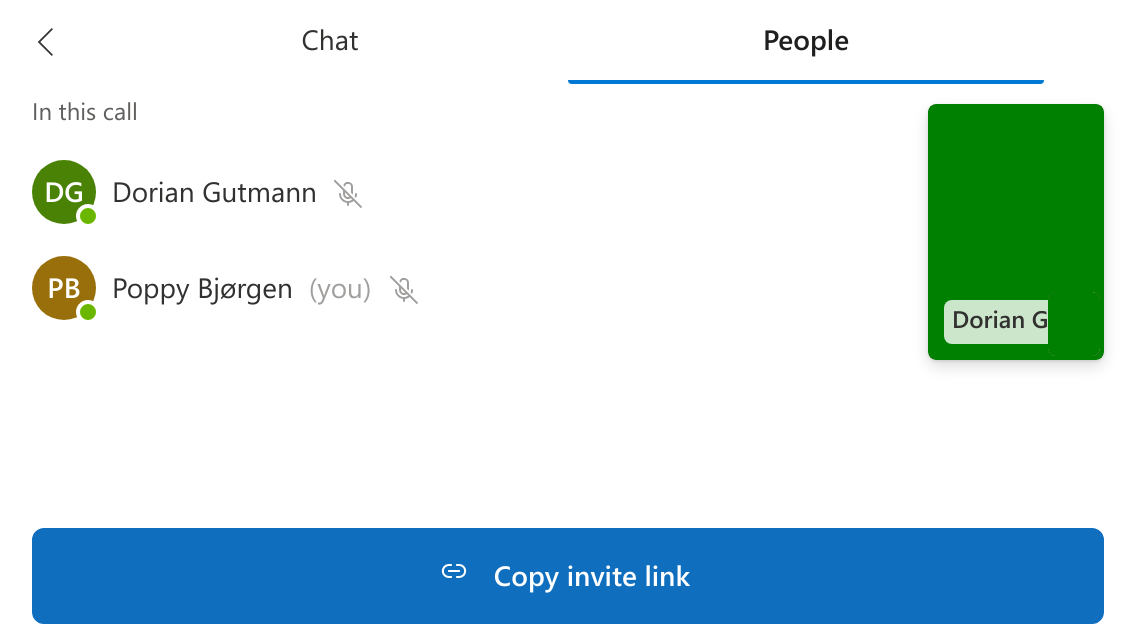 Chat
People
In this call
DG Dorian Gutmann
PB Poppy Bjørgen (you)
Dorian G
Copy invite link